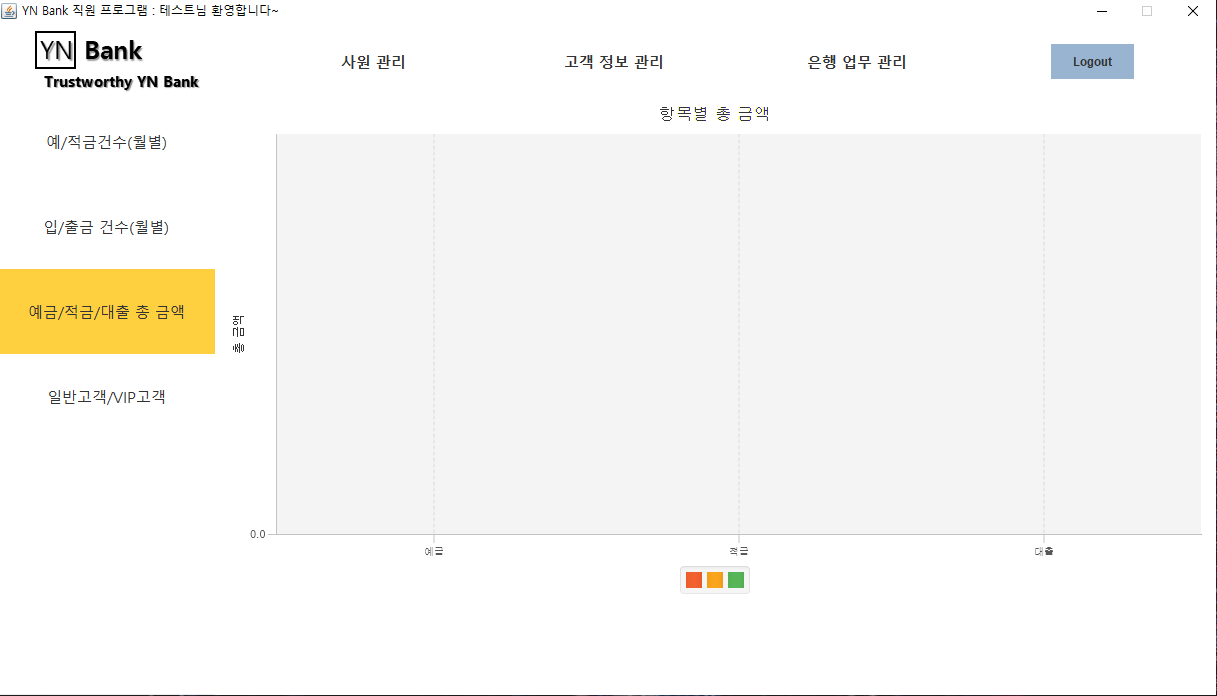 YN Bank 직원 프로그램 : 테스트님 환영합니다~
YN Bank
Trustworthy YN Bank
사원 관리
고객 정보 관리
은행 업무 관리
Logout
예/적금건수(월별)
입/출금 건수(월별)
예금/적금/대출 총 금액
일반고객/VIP고객
항목별 총 금액
총 금액
0.0
예금
적금
대출